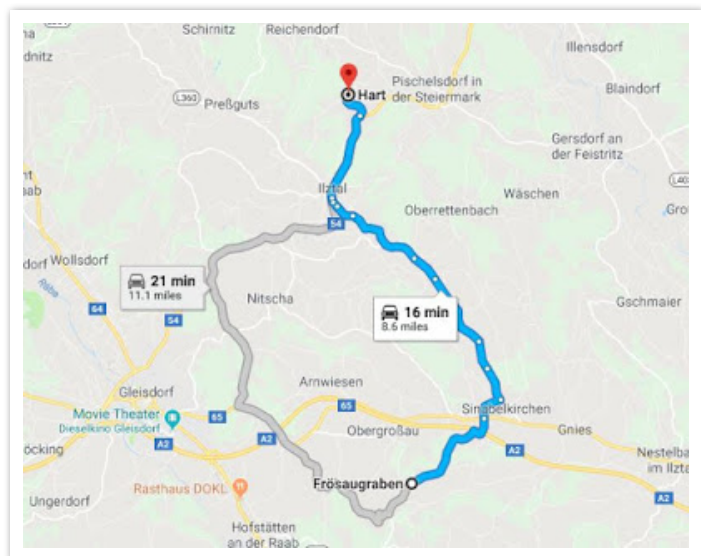 Schirnitz
Reichendorf
Illensdorf
Pischelsdorf in
der Steiermark
Hart
L360
Preßguts
Blaindorf
Gersdorf an
der Feistritz
Ilztal
Wäschen
Oberrettenbach
54
Wollsdorf
21 min
11.1 miles
Nitscha
16 min
8.6 miles
Gschmaier
64
54
Gleisdorf
Arnwiesen
65
Movie Theater
Dieselkino Gleisdorf
65
Sinabelkirchen
A2
A2
Obergroßau
Gnies
A2
Nestelba
im Ilzta
Frösaugraben
A2
Rasthaus DOKL
Ungerdorf
Hofstätten
an der Raab